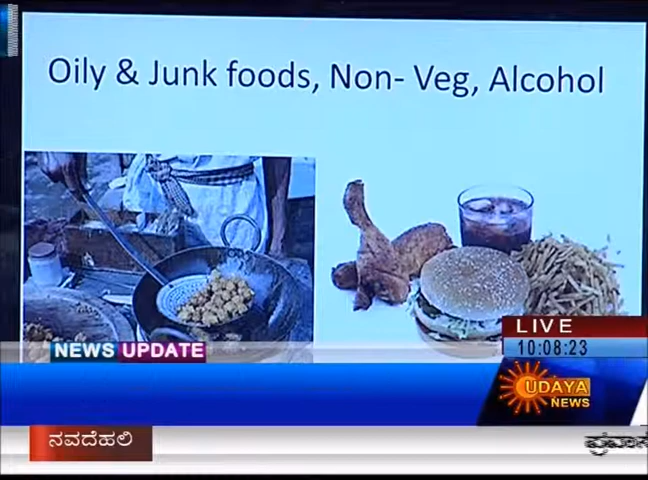 Oily & Junk foods, Non- Veg, Alcohol
LIVE
NEWS UPDATE
10:08:23
UDAYA
NEWS
ನವದೆಹಲಿ